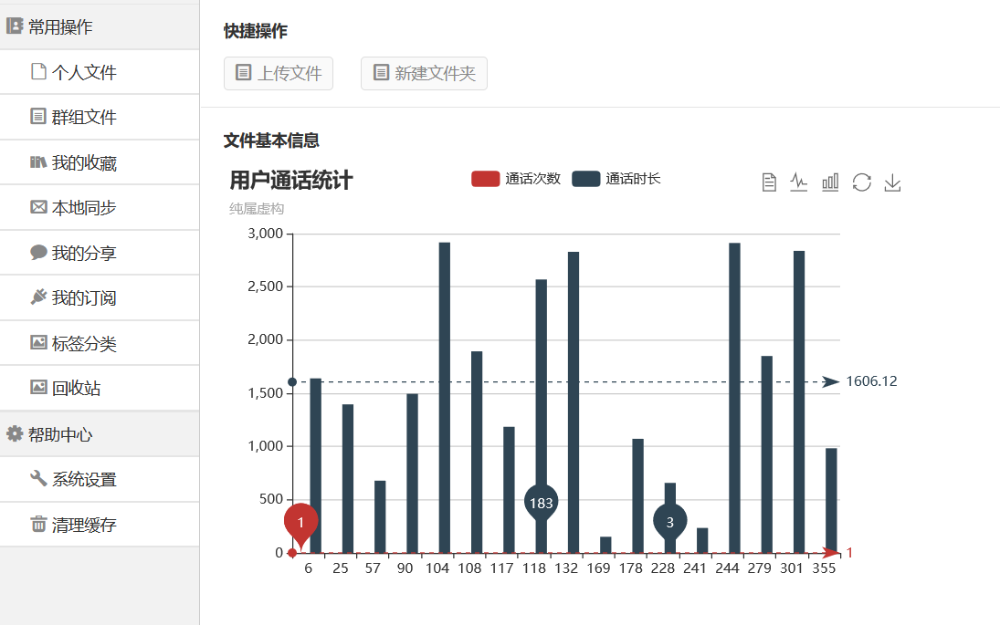 常用操作
个人文件
群组文件
我的收藏
本地同步
我的分享
我的订阅
标签分类
回收站
帮助中心
系统设置
清理缓存
快捷操作
上传文件 新建文件夹
文件基本信息
用户通话统计 通话次数 通话时长
纯属虚构
3,000
2,500
2,000
1606.12
1,500
1,000
500
183
1 3
0 1
6 25 57 90 104 108 117 118 132 169 178 228 241 244 279 301 355